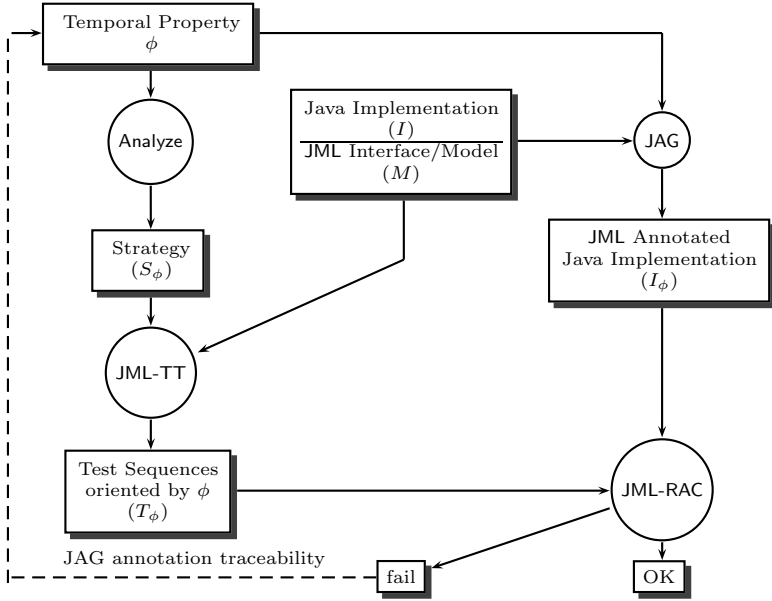 Temporal Property
ϕ
Java Implementation
(I)
JML Interface/Model
(M)
Analyze
JAG
Strategy
(Sϕ)
JML Annotated
Java Implementation
(Iϕ)
JML-TT
Test Sequences
oriented by ϕ
(Tϕ)
JML-RAC
JAG annotation traceability
fail
OK